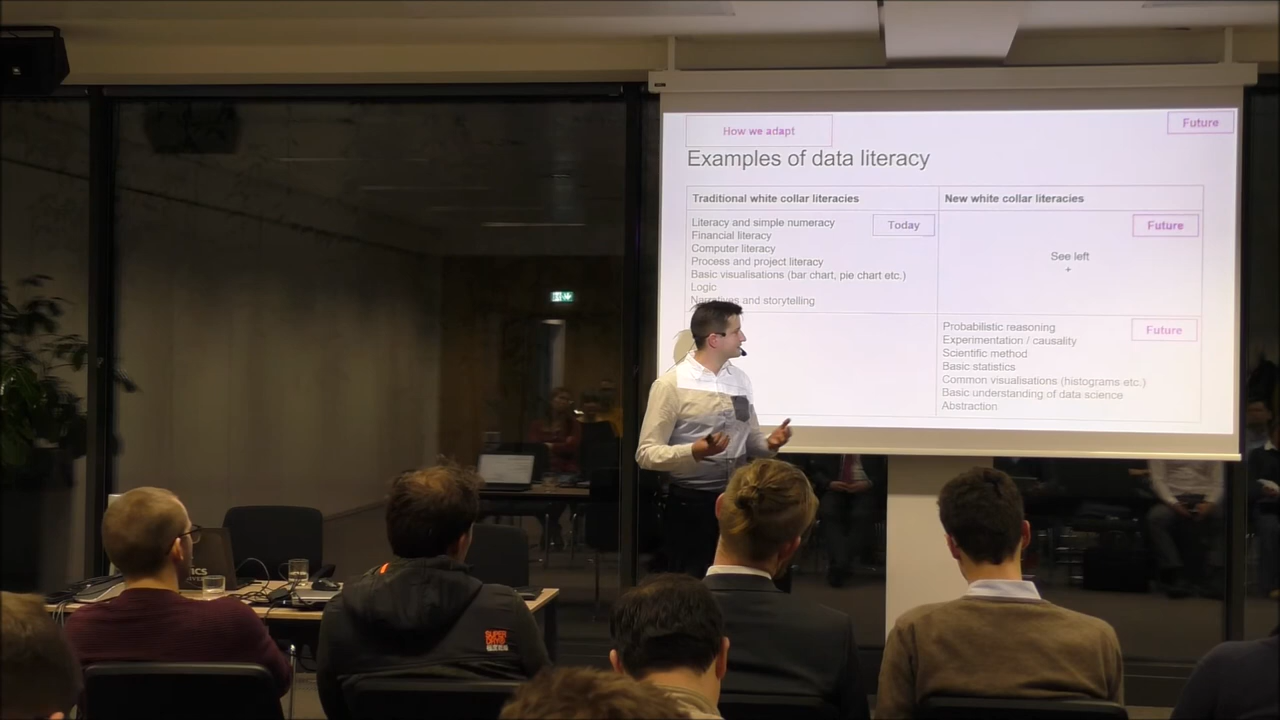 How we adapt
Future
Examples of data literacy
Traditional white collar literacies
New white collar literacies
Literacy and simple numeracy
Today
Financial literacy
Computer literacy
Process and project literacy
Basic visualisations (bar chart, pie chart etc.)
Logic
Narratives and storytelling
Future
See left
+
Probabilistic reasoning
Future
Experimentation / causality
Scientific method
Basic statistics
Common visualisations (histograms etc.)
Basic understanding of data science
Abstraction
SUPER
DRY